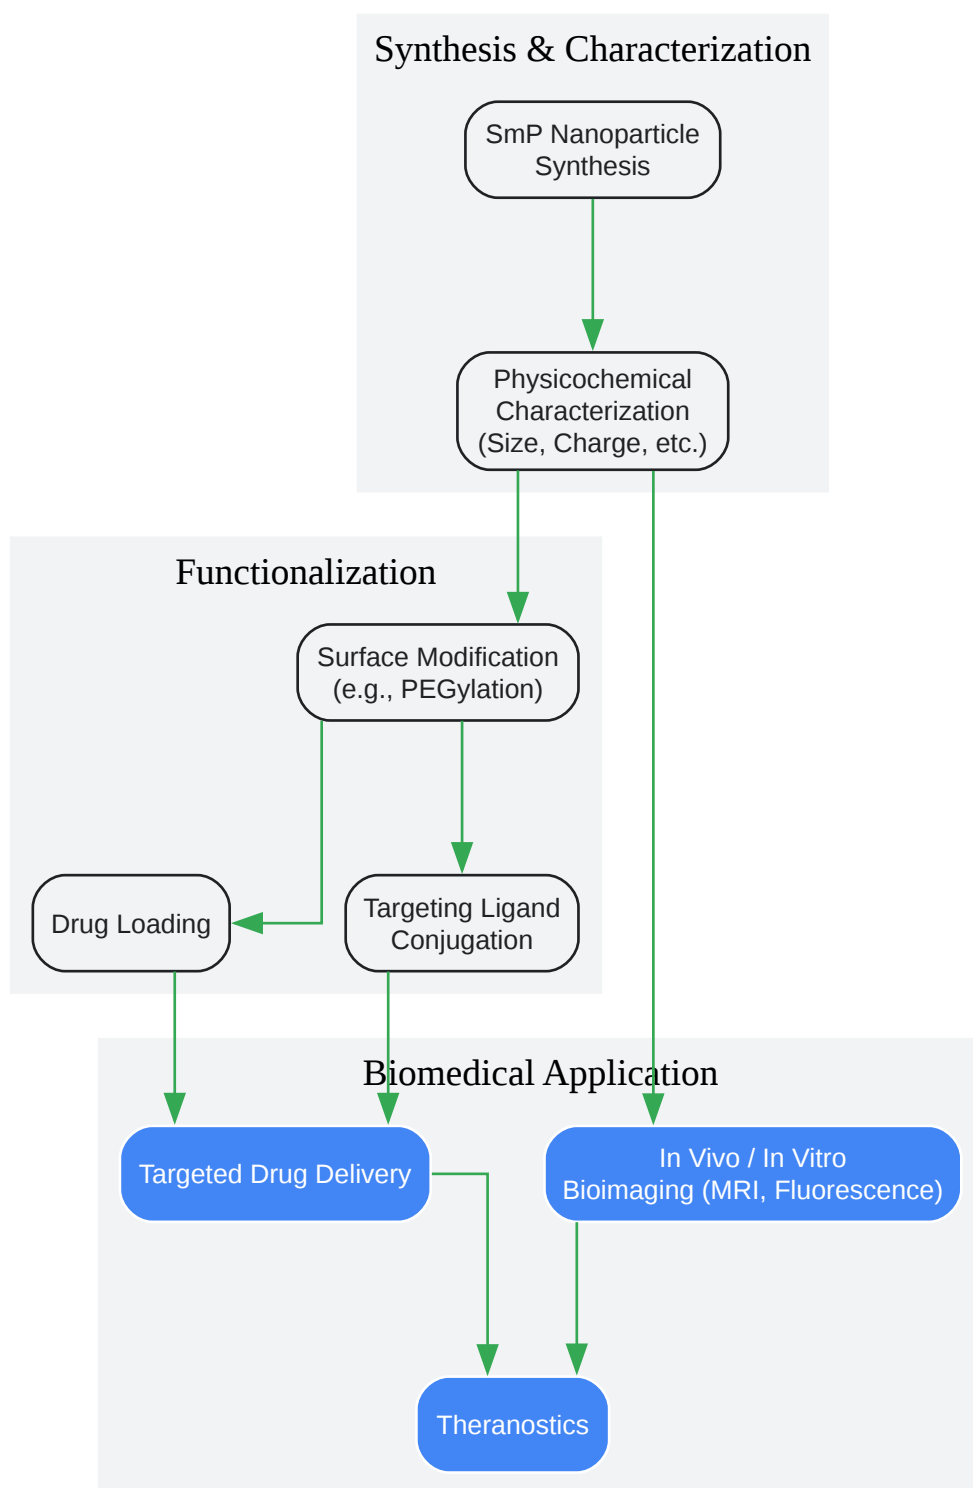 Synthesis & Characterization
SmP Nanoparticle
Synthesis
Physicochemical
Characterization
(Size, Charge, etc.)
Functionalization
Surface Modification
(e.g., PEGylation)
Drug Loading
Targeting Ligand
Conjugation
Biomedical Application
Targeted Drug Delivery
In Vivo / In Vitro
Bioimaging (MRI, Fluorescence)
Theranostics